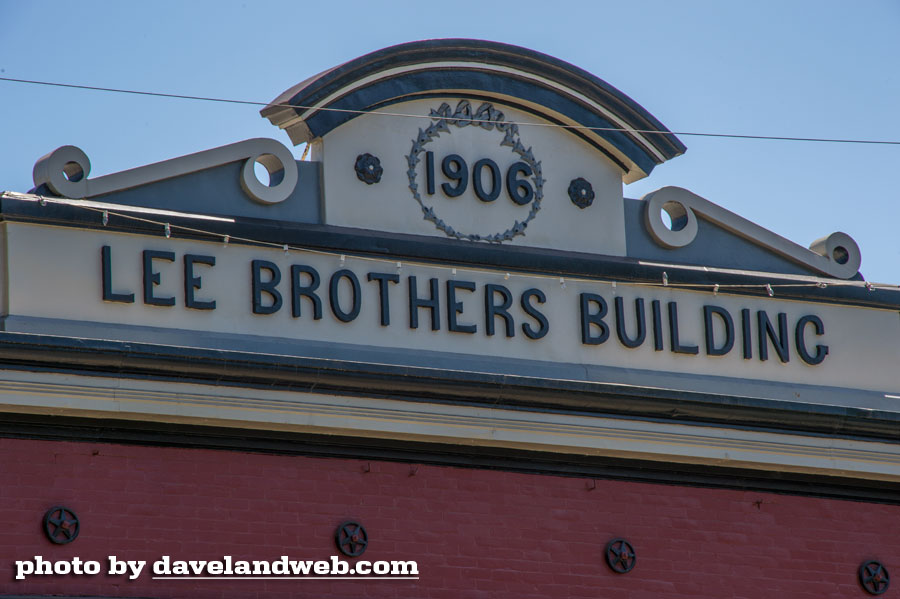 1906
LEE BROTHERS BUILDING
photo by davelandweb.com